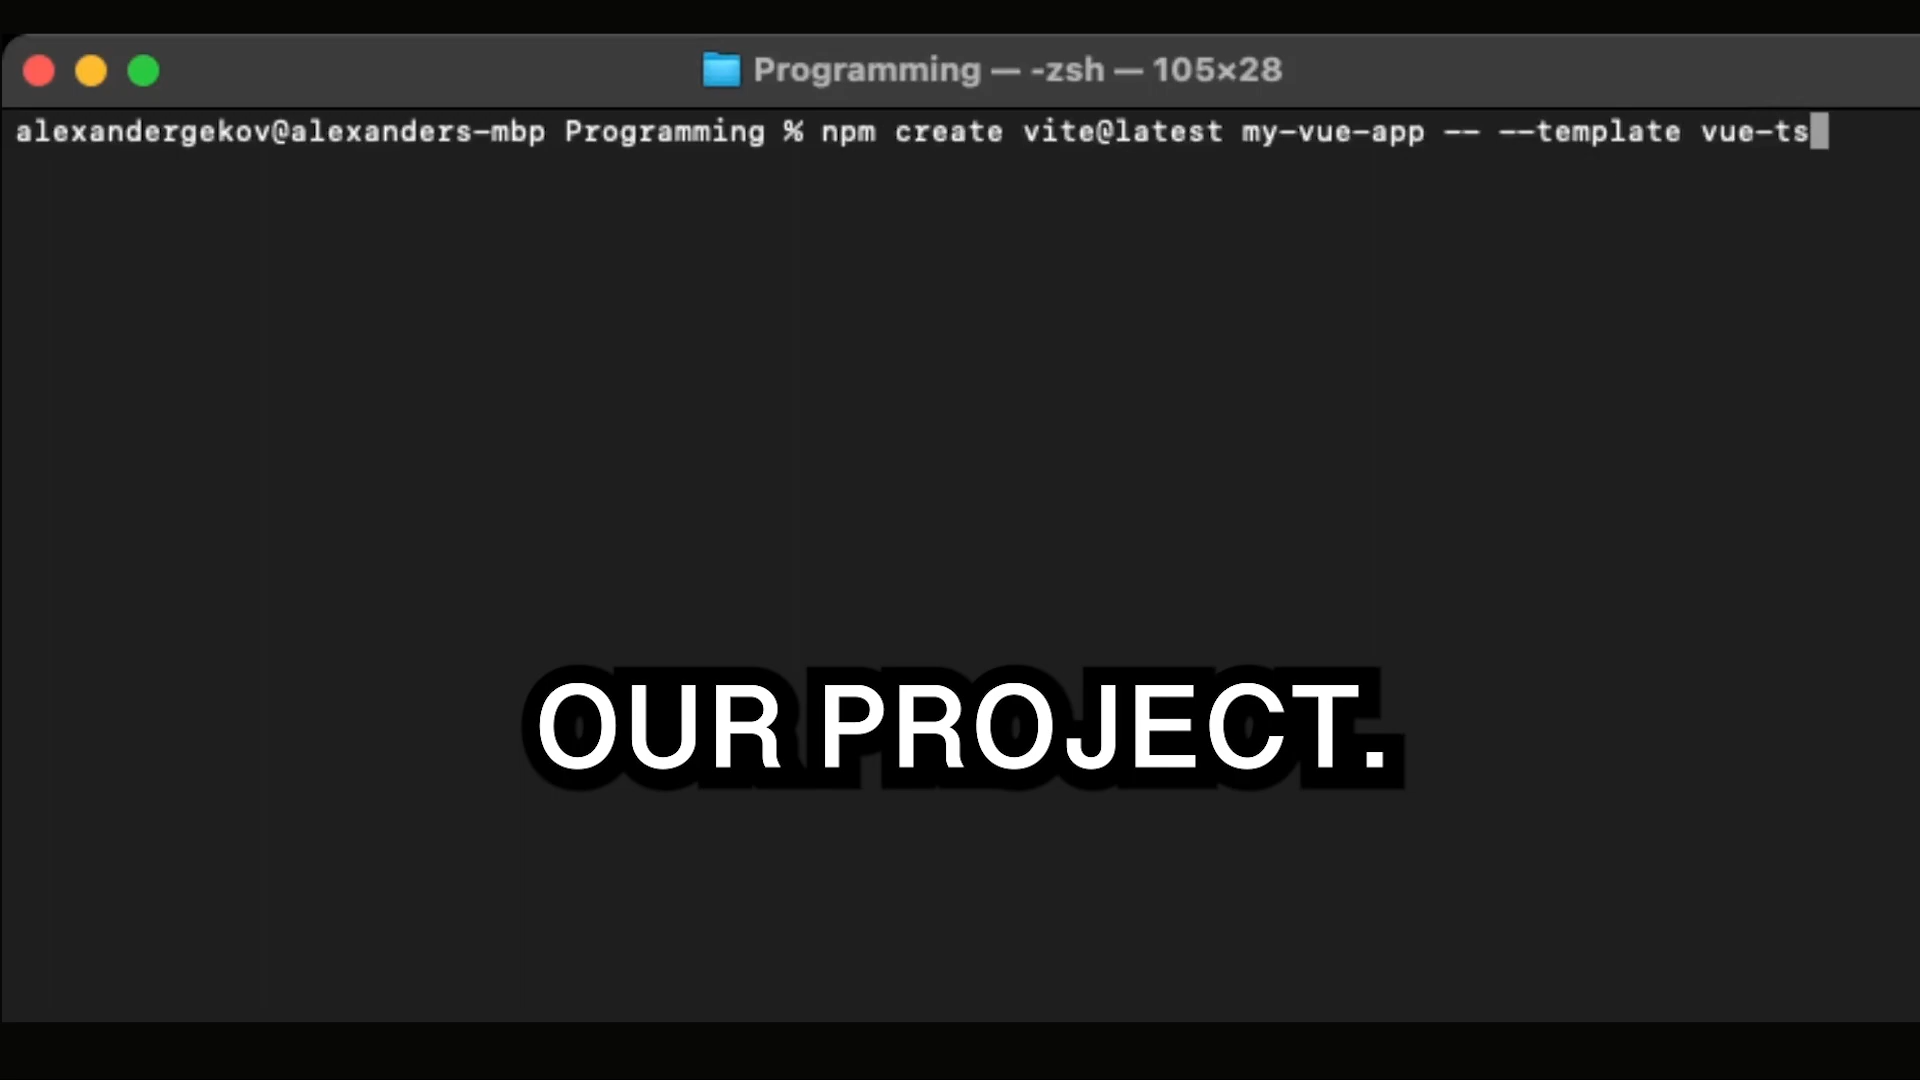 Programming — -zsh — 105×28
alexandergekov@alexanders-mbp Programming % npm create vite@latest my-vue-app -- --template vue-ts
OUR PROJECT.